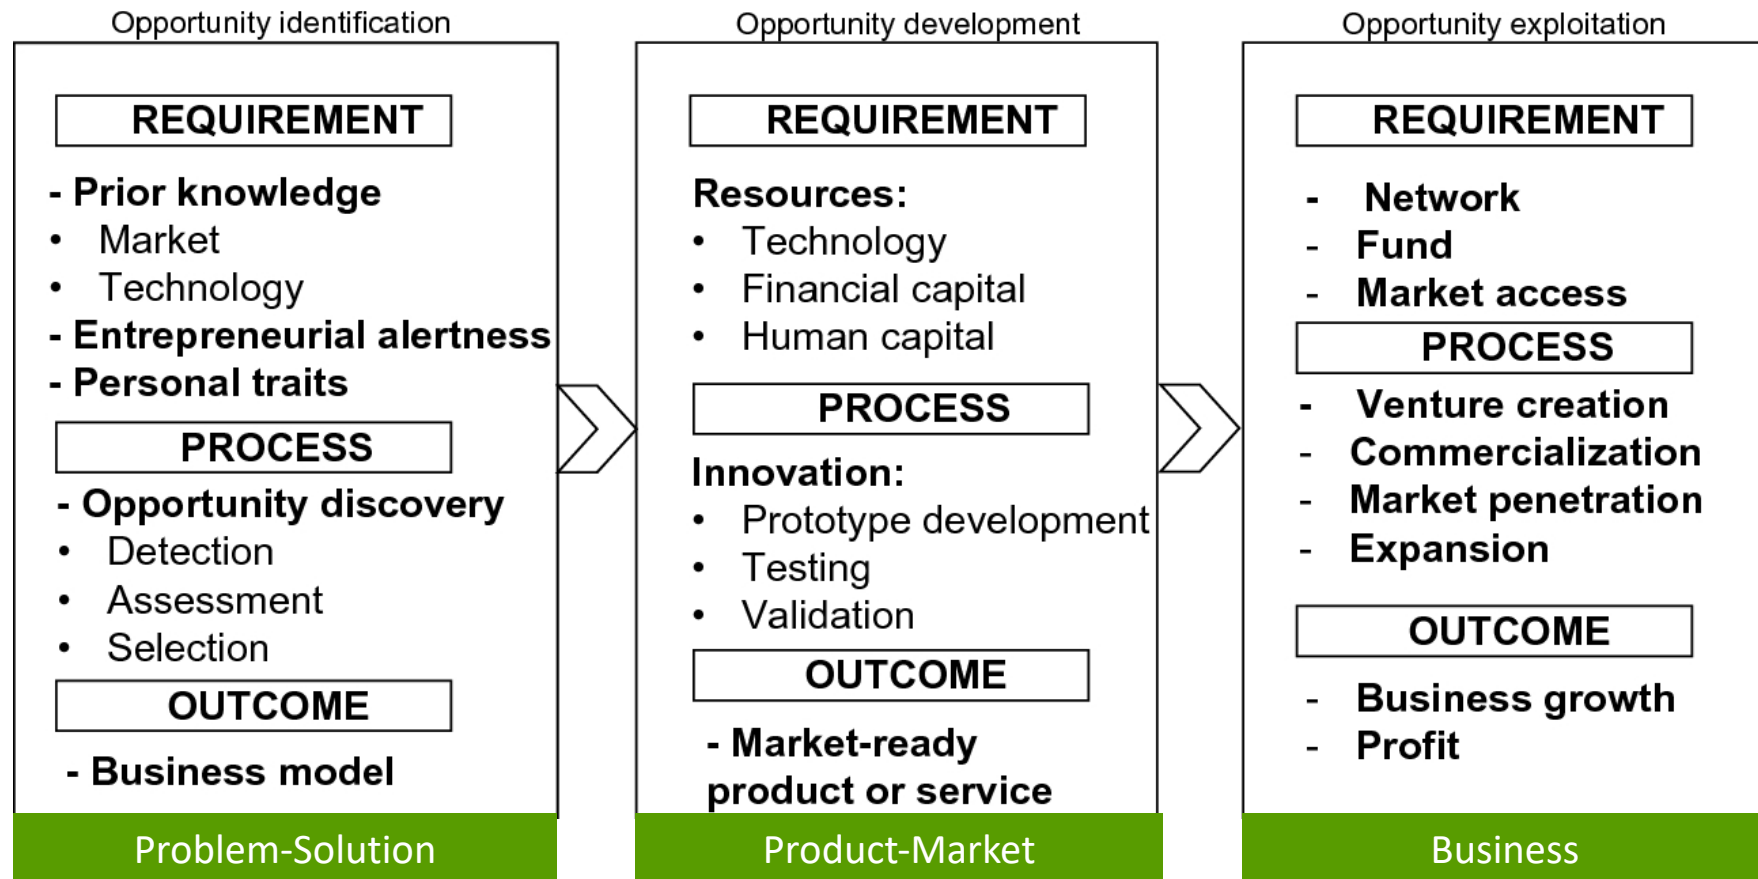 Opportunity identification
REQUIREMENT
- Prior knowledge
• Market
• Technology
- Entrepreneurial alertness
- Personal traits
PROCESS
- Opportunity discovery
• Detection
• Assessment
• Selection
OUTCOME
- Business model
Problem-Solution
Opportunity development
REQUIREMENT
Resources:
• Technology
• Financial capital
• Human capital
PROCESS
Innovation:
• Prototype development
• Testing
• Validation
OUTCOME
- Market-ready
product or service
Product-Market
Opportunity exploitation
REQUIREMENT
- Network
- Fund
- Market access
PROCESS
- Venture creation
- Commercialization
- Market penetration
- Expansion
OUTCOME
- Business growth
- Profit
Business